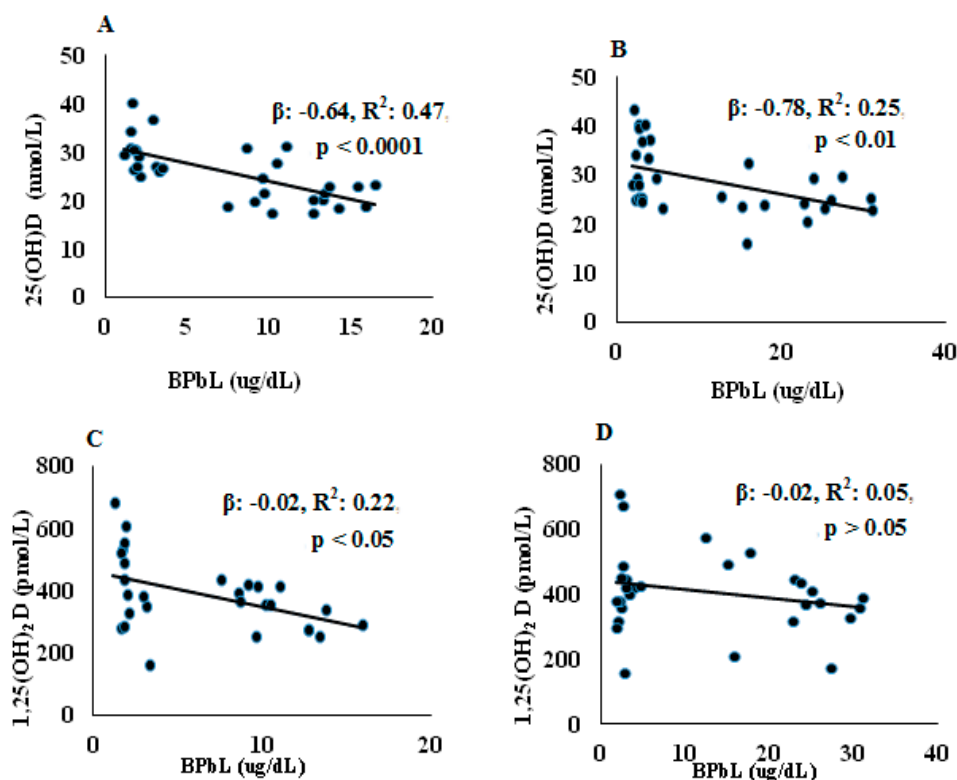 A
50
40
30
20
10
0
25(OH)D (nmol/L)
β: -0.64, R²: 0.47,
p < 0.0001
0 5 10 15 20
BPbL (ug/dL)
B
50
40
30
20
10
0
25(OH)D (nmol/L)
β: -0.78, R²: 0.25,
p < 0.01
0 20 40
BPbL (ug/dL)
C
800
600
400
200
0
1,25(OH)₂ D (pmol/L)
β: -0.02, R²: 0.22,
p < 0.05
0 10 20
BPbL (ug/dL)
D
800
600
400
200
0
1,25(OH)₂ D (pmol/L)
β: -0.02, R²: 0.05,
p > 0.05
0 10 20 30 40
BPbL (ug/dL)